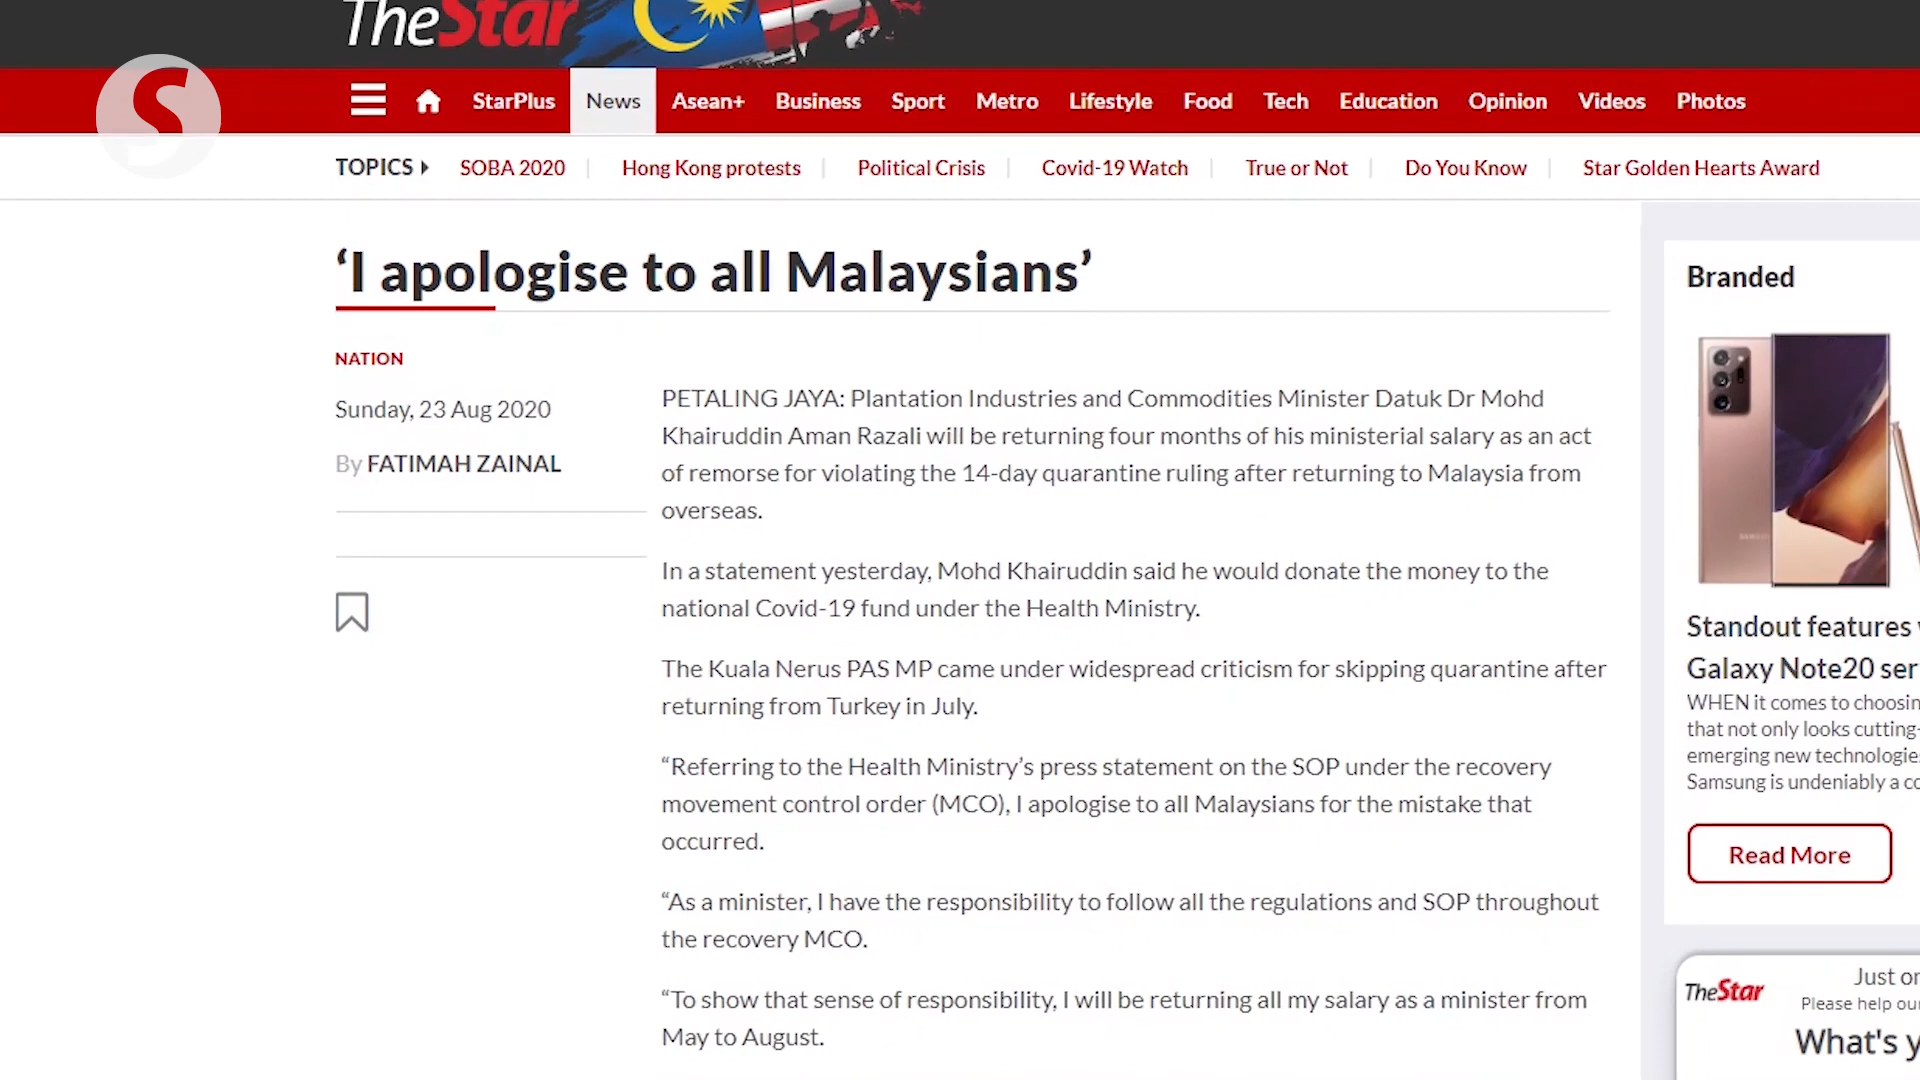 TheStar
S
StarPlus News Asean+ Business Sport Metro Lifestyle Food Tech Education Opinion Videos Photos
TOPICS SOBA 2020 Hong Kong protests Political Crisis Covid-19 Watch True or Not Do You Know Star Golden Hearts Award
‘I apologise to all Malaysians’
NATION
Sunday, 23 Aug 2020
By FATIMAH ZAINAL
PETALING JAYA: Plantation Industries and Commodities Minister Datuk Dr Mohd
Khairuddin Aman Razali will be returning four months of his ministerial salary as an act
of remorse for violating the 14-day quarantine ruling after returning to Malaysia from
overseas.
In a statement yesterday, Mohd Khairuddin said he would donate the money to the
national Covid-19 fund under the Health Ministry.
The Kuala Nerus PAS MP came under widespread criticism for skipping quarantine after
returning from Turkey in July.
“Referring to the Health Ministry’s press statement on the SOP under the recovery
movement control order (MCO), I apologise to all Malaysians for the mistake that
occurred.
“As a minister, I have the responsibility to follow all the regulations and SOP throughout
the recovery MCO.
“To show that sense of responsibility, I will be returning all my salary as a minister from
May to August.
Branded
SAMSUNG
Standout features
Galaxy Note20 ser
WHEN it comes to choosin
that not only looks cutting-
emerging new technologie
Samsung is undeniably a co
Read More
TheStar
Just or
Please help ou
What's y